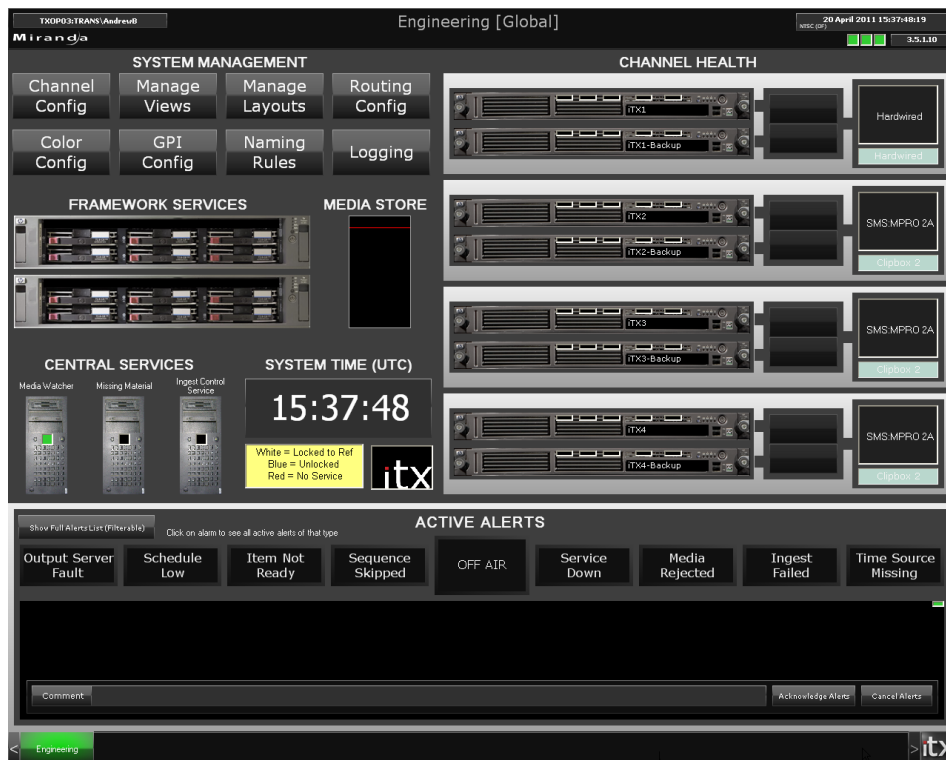 TXOP03:TRANS\AndrewB
Engineering [Global]
20 April 2011 15:37:48:19
NTSC (DF)
Miranda
3.5.1.10
SYSTEM MANAGEMENT
Channel
Config
Manage
Views
Manage
Layouts
Routing
Config
Color
Config
GPI
Config
Naming
Rules
Logging
FRAMEWORK SERVICES
MEDIA STORE
CENTRAL SERVICES
Media Watcher
Missing Material
Ingest Control
Service
SYSTEM TIME (UTC)
15:37:48
White = Locked to Ref
Blue = Unlocked
Red = No Service
itx
CHANNEL HEALTH
iTX1
iTX1-Backup
Hardwired
Hardwired
iTX2
iTX2-Backup
SMS:MPRO 2A
Clipbox 2
iTX3
iTX3-Backup
SMS:MPRO 2A
Clipbox 2
iTX4
iTX4-Backup
SMS:MPRO 2A
Clipbox 2
ACTIVE ALERTS
Show Full Alerts List (Filterable)
Click on alarm to see all active alerts of that type
Output Server
Fault
Schedule
Low
Item Not
Ready
Sequence
Skipped
OFF AIR
Service
Down
Media
Rejected
Ingest
Failed
Time Source
Missing
Comment
Acknowledge Alerts
Cancel Alerts
<
Engineering
>
itx